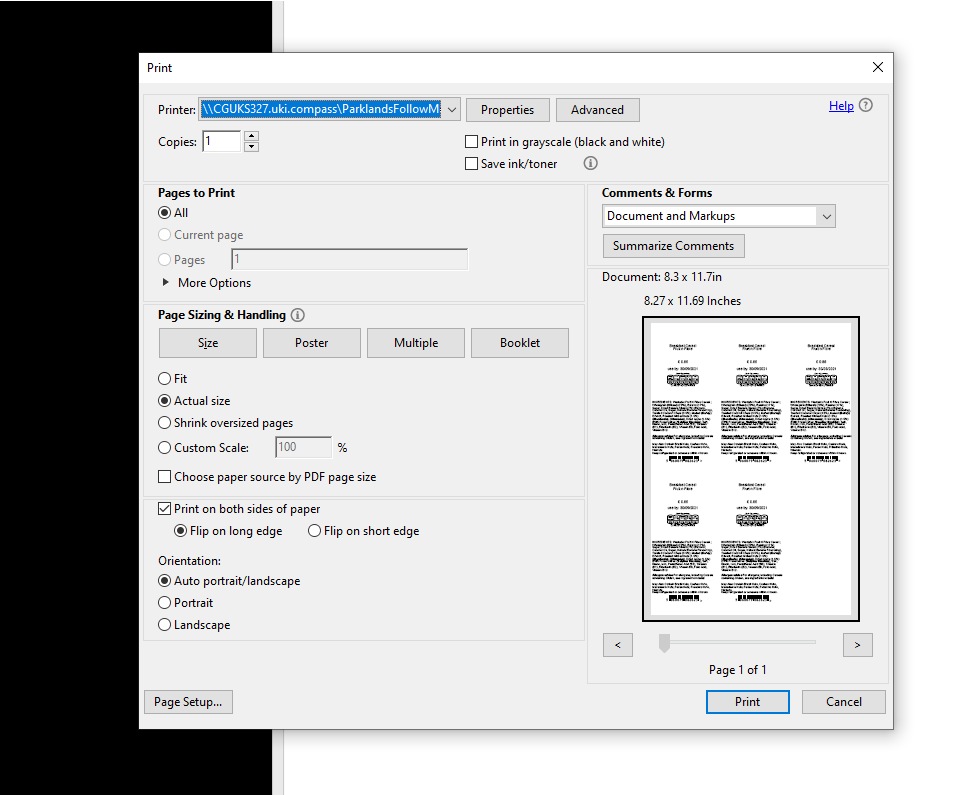 Print
Printer: \\CGUKS327.uki.compass\ParklandsFollowM Properties Advanced Help ?
Copies: 1
Print in grayscale (black and white)
Save ink/toner
Pages to Print
All
Current page
Pages 1
More Options
Page Sizing & Handling
Size Poster Multiple Booklet
Fit
Actual size
Shrink oversized pages
Custom Scale: 100 %
Choose paper source by PDF page size
Print on both sides of paper
Flip on long edge Flip on short edge
Orientation:
Auto portrait/landscape
Portrait
Landscape
Comments & Forms
Document and Markups
Summarize Comments
Document: 8.3 x 11.7in
8.27 x 11.69 Inches
< >
Page 1 of 1
Page Setup... Print Cancel